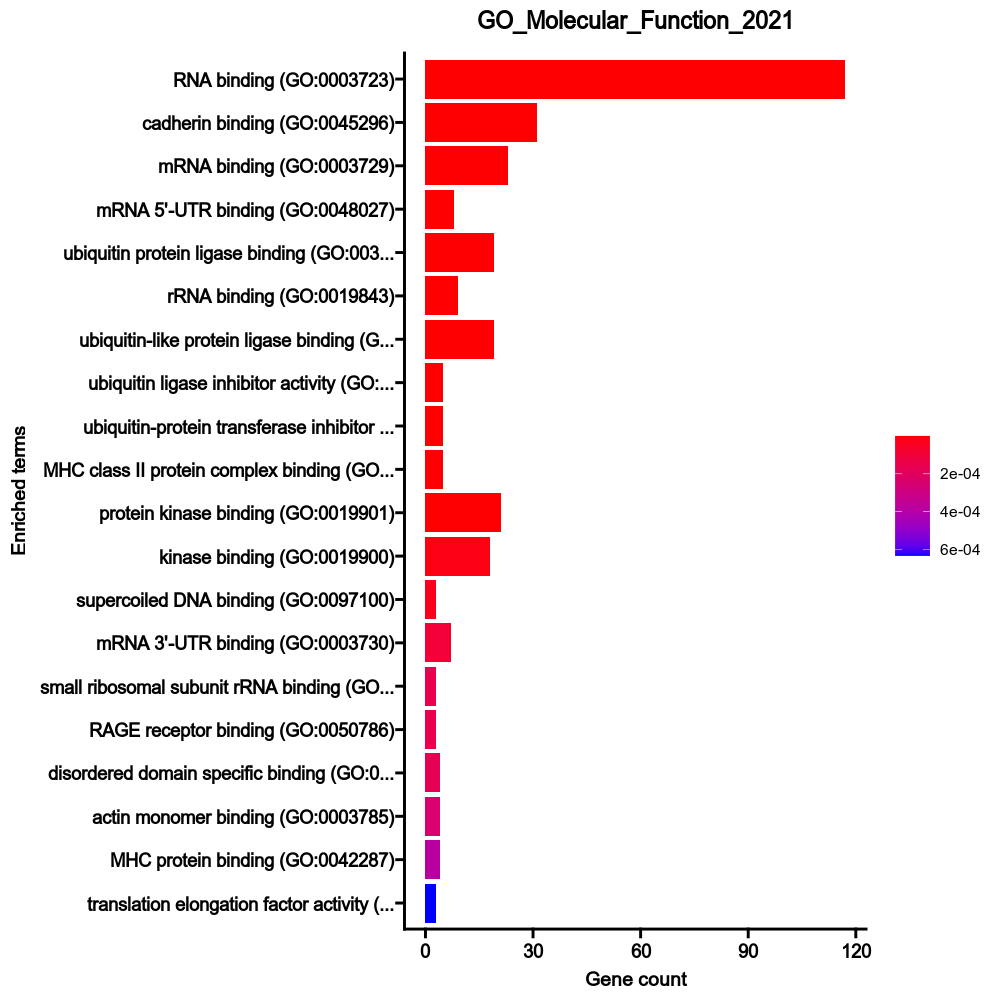 GO_Molecular_Function_2021
RNA binding (GO:0003723)
cadherin binding (GO:0045296)
mRNA binding (GO:0003729)
mRNA 5'-UTR binding (GO:0048027)
ubiquitin protein ligase binding (GO:003...
rRNA binding (GO:0019843)
ubiquitin-like protein ligase binding (G...
ubiquitin ligase inhibitor activity (GO:...
ubiquitin-protein transferase inhibitor ...
MHC class II protein complex binding (GO...
protein kinase binding (GO:0019901)
kinase binding (GO:0019900)
supercoiled DNA binding (GO:0097100)
mRNA 3'-UTR binding (GO:0003730)
small ribosomal subunit rRNA binding (GO...
RAGE receptor binding (GO:0050786)
disordered domain specific binding (GO:0...
actin monomer binding (GO:0003785)
MHC protein binding (GO:0042287)
translation elongation factor activity (...
Enriched terms
0 30 60 90 120
Gene count
2e-04
4e-04
6e-04